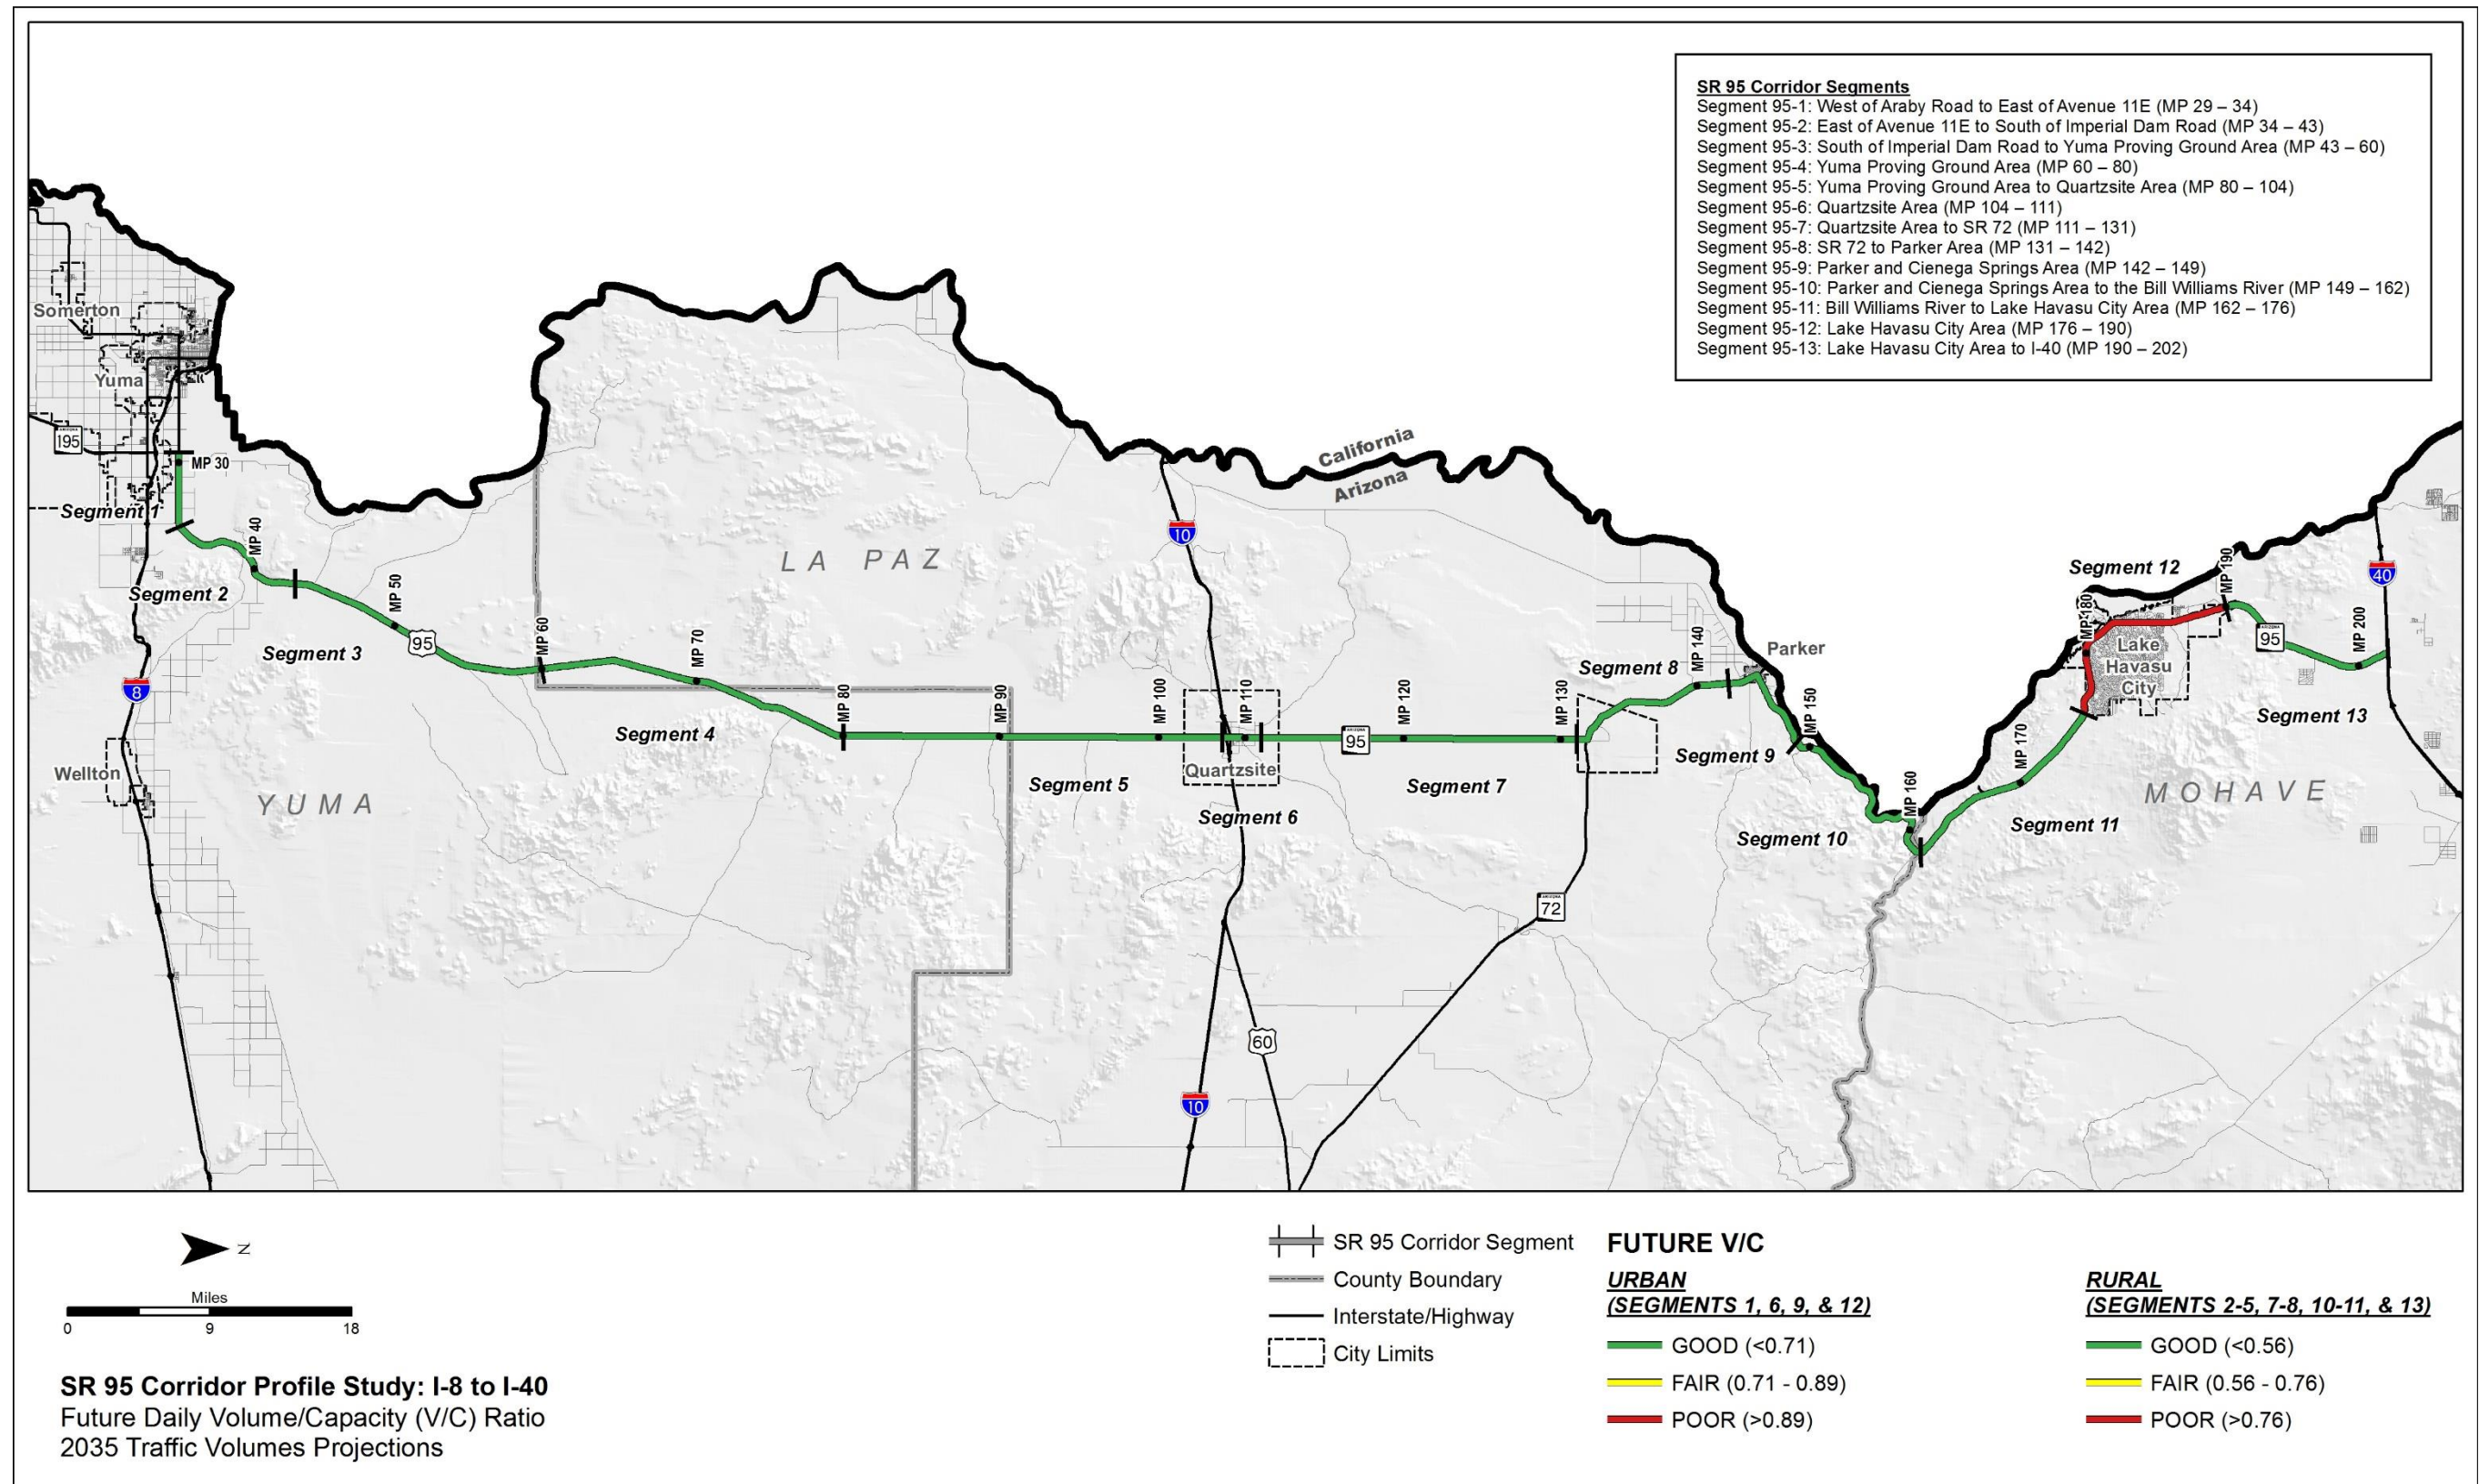 SR 95 Corridor Segments
Segment 95-1: West of Araby Road to East of Avenue 11E (MP 29 – 34)
Segment 95-2: East of Avenue 11E to South of Imperial Dam Road (MP 34 – 43)
Segment 95-3: South of Imperial Dam Road to Yuma Proving Ground Area (MP 43 – 60)
Segment 95-4: Yuma Proving Ground Area (MP 60 – 80)
Segment 95-5: Yuma Proving Ground Area to Quartzsite Area (MP 80 – 104)
Segment 95-6: Quartzsite Area (MP 104 – 111)
Segment 95-7: Quartzsite Area to SR 72 (MP 111 – 131)
Segment 95-8: SR 72 to Parker Area (MP 131 – 142)
Segment 95-9: Parker and Cienega Springs Area (MP 142 – 149)
Segment 95-10: Parker and Cienega Springs Area to the Bill Williams River (MP 149 – 162)
Segment 95-11: Bill Williams River to Lake Havasu City Area (MP 162 – 176)
Segment 95-12: Lake Havasu City Area (MP 176 – 190)
Segment 95-13: Lake Havasu City Area to I-40 (MP 190 – 202)
Somerton
Yuma
ARIZONA
195
MP 30
Segment 1
MP 40
Segment 2
MP 50
95
Segment 3
8
Wellton
YUMA
MP 60
LA PAZ
MP 70
Segment 4
MP 80
MP 90
Segment 5
MP 100
10
MP 110
Quartzsite
Segment 6
California
Arizona
ARIZONA
95
MP 120
Segment 7
MP 130
Segment 8
MP 140
Parker
Segment 9
MP 150
Segment 10
MP 160
ARIZONA
72
60
10
MP 170
Segment 11
MOHAVE
Segment 12
MP 180
Lake
Havasu
City
MP 190
ARIZONA
95
MP 200
40
Segment 13
N
Miles
0 9 18
SR 95 Corridor Profile Study: I-8 to I-40
Future Daily Volume/Capacity (V/C) Ratio
2035 Traffic Volumes Projections
SR 95 Corridor Segment
County Boundary
Interstate/Highway
City Limits
FUTURE V/C
URBAN
(SEGMENTS 1, 6, 9, & 12)
GOOD (<0.71)
FAIR (0.71 - 0.89)
POOR (>0.89)
RURAL
(SEGMENTS 2-5, 7-8, 10-11, & 13)
GOOD (<0.56)
FAIR (0.56 - 0.76)
POOR (>0.76)